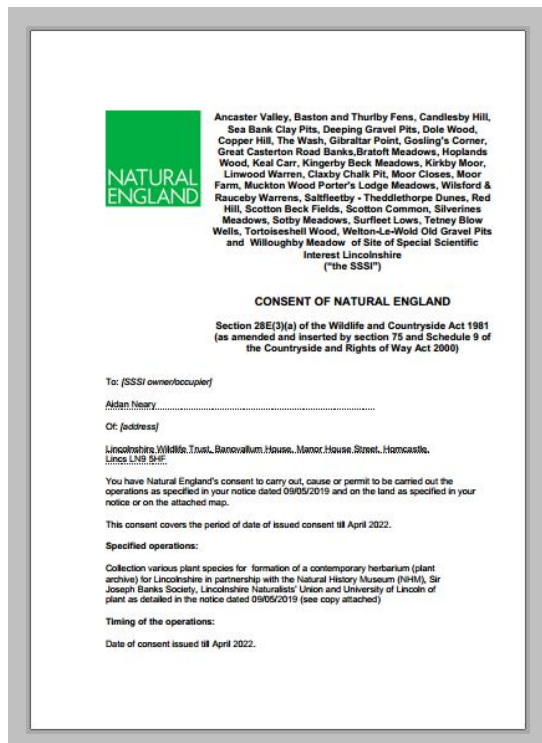 NATURAL
ENGLAND
Ancaster Valley, Baston and Thurlby Fens, Candlesby Hill,
Sea Bank Clay Pits, Deeping Gravel Pits, Dole Wood,
Copper Hill, The Wash, Gibraltar Point, Gosling's Corner,
Great Casterton Road Banks,Bratoft Meadows, Hoplands
Wood, Keal Carr, Kingerby Beck Meadows, Kirkby Moor,
Linwood Warren, Claxby Chalk Pit, Moor Closes, Moor
Farm, Muckton Wood Porter's Lodge Meadows, Wilsford &
Rauceby Warrens, Saltfleetby - Theddlethorpe Dunes, Red
Hill, Scotton Beck Fields, Scotton Common, Silverines
Meadows, Sotby Meadows, Surfleet Lows, Tetney Blow
Wells, Tortoiseshell Wood, Welton-Le-Wold Old Gravel Pits
and Willoughby Meadow of Site of Special Scientific
Interest Lincolnshire
("the SSSI")
CONSENT OF NATURAL ENGLAND
Section 28E(3)(a) of the Wildlife and Countryside Act 1981
(as amended and inserted by section 75 and Schedule 9 of
the Countryside and Rights of Way Act 2000)
To: [SSSI owner/occupier]
Aidan Neary
Of: [address]
Lincolnshire Wildlife Trust, Banovallum House, Manor House Street, Horncastle,
Lincs LN9 5HF
You have Natural England's consent to carry out, cause or permit to be carried out the
operations as specified in your notice dated 09/05/2019 and on the land as specified in your
notice or on the attached map.
This consent covers the period of date of issued consent till April 2022.
Specified operations:
Collection various plant species for formation of a contemporary herbarium (plant
archive) for Lincolnshire in partnership with the Natural History Museum (NHM), Sir
Joseph Banks Society, Lincolnshire Naturalists' Union and University of Lincoln of
plant as detailed in the notice dated 09/05/2019 (see copy attached)
Timing of the operations:
Date of consent issued till April 2022.